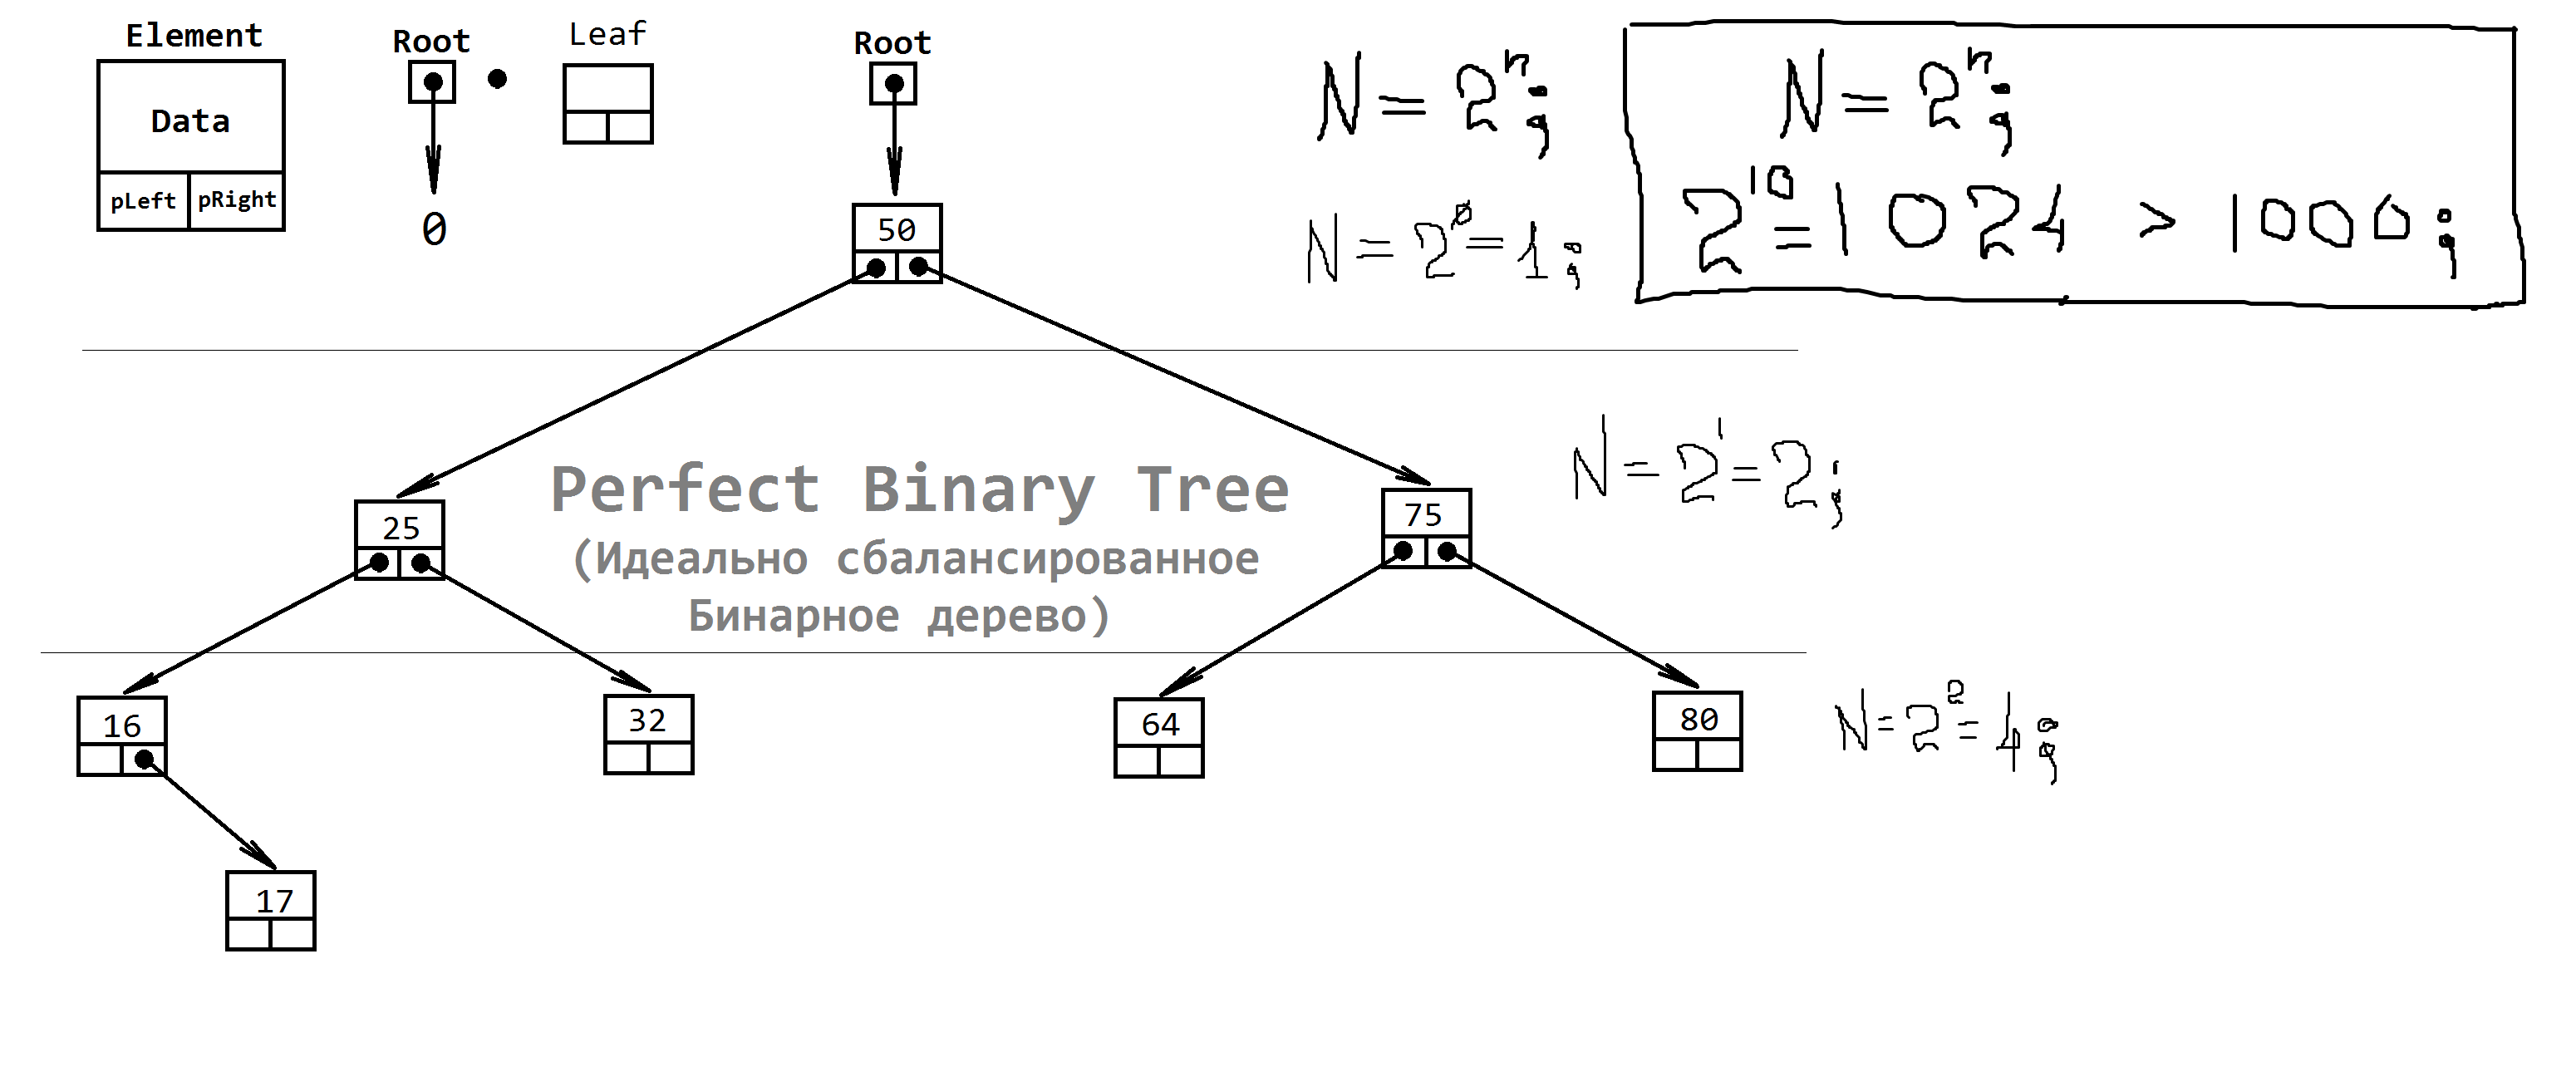 Element
Data
pLeft pRight
Root
0
Leaf
Root
50
N = 2^n;
N = 2^0 = 1;
N = 2^n;
2^10 = 1024 > 1000;
Perfect Binary Tree
(Идеально сбалансированное
Бинарное дерево)
25
75
N = 2^1 = 2;
16
32
64
80
N = 2^2 = 4;
17